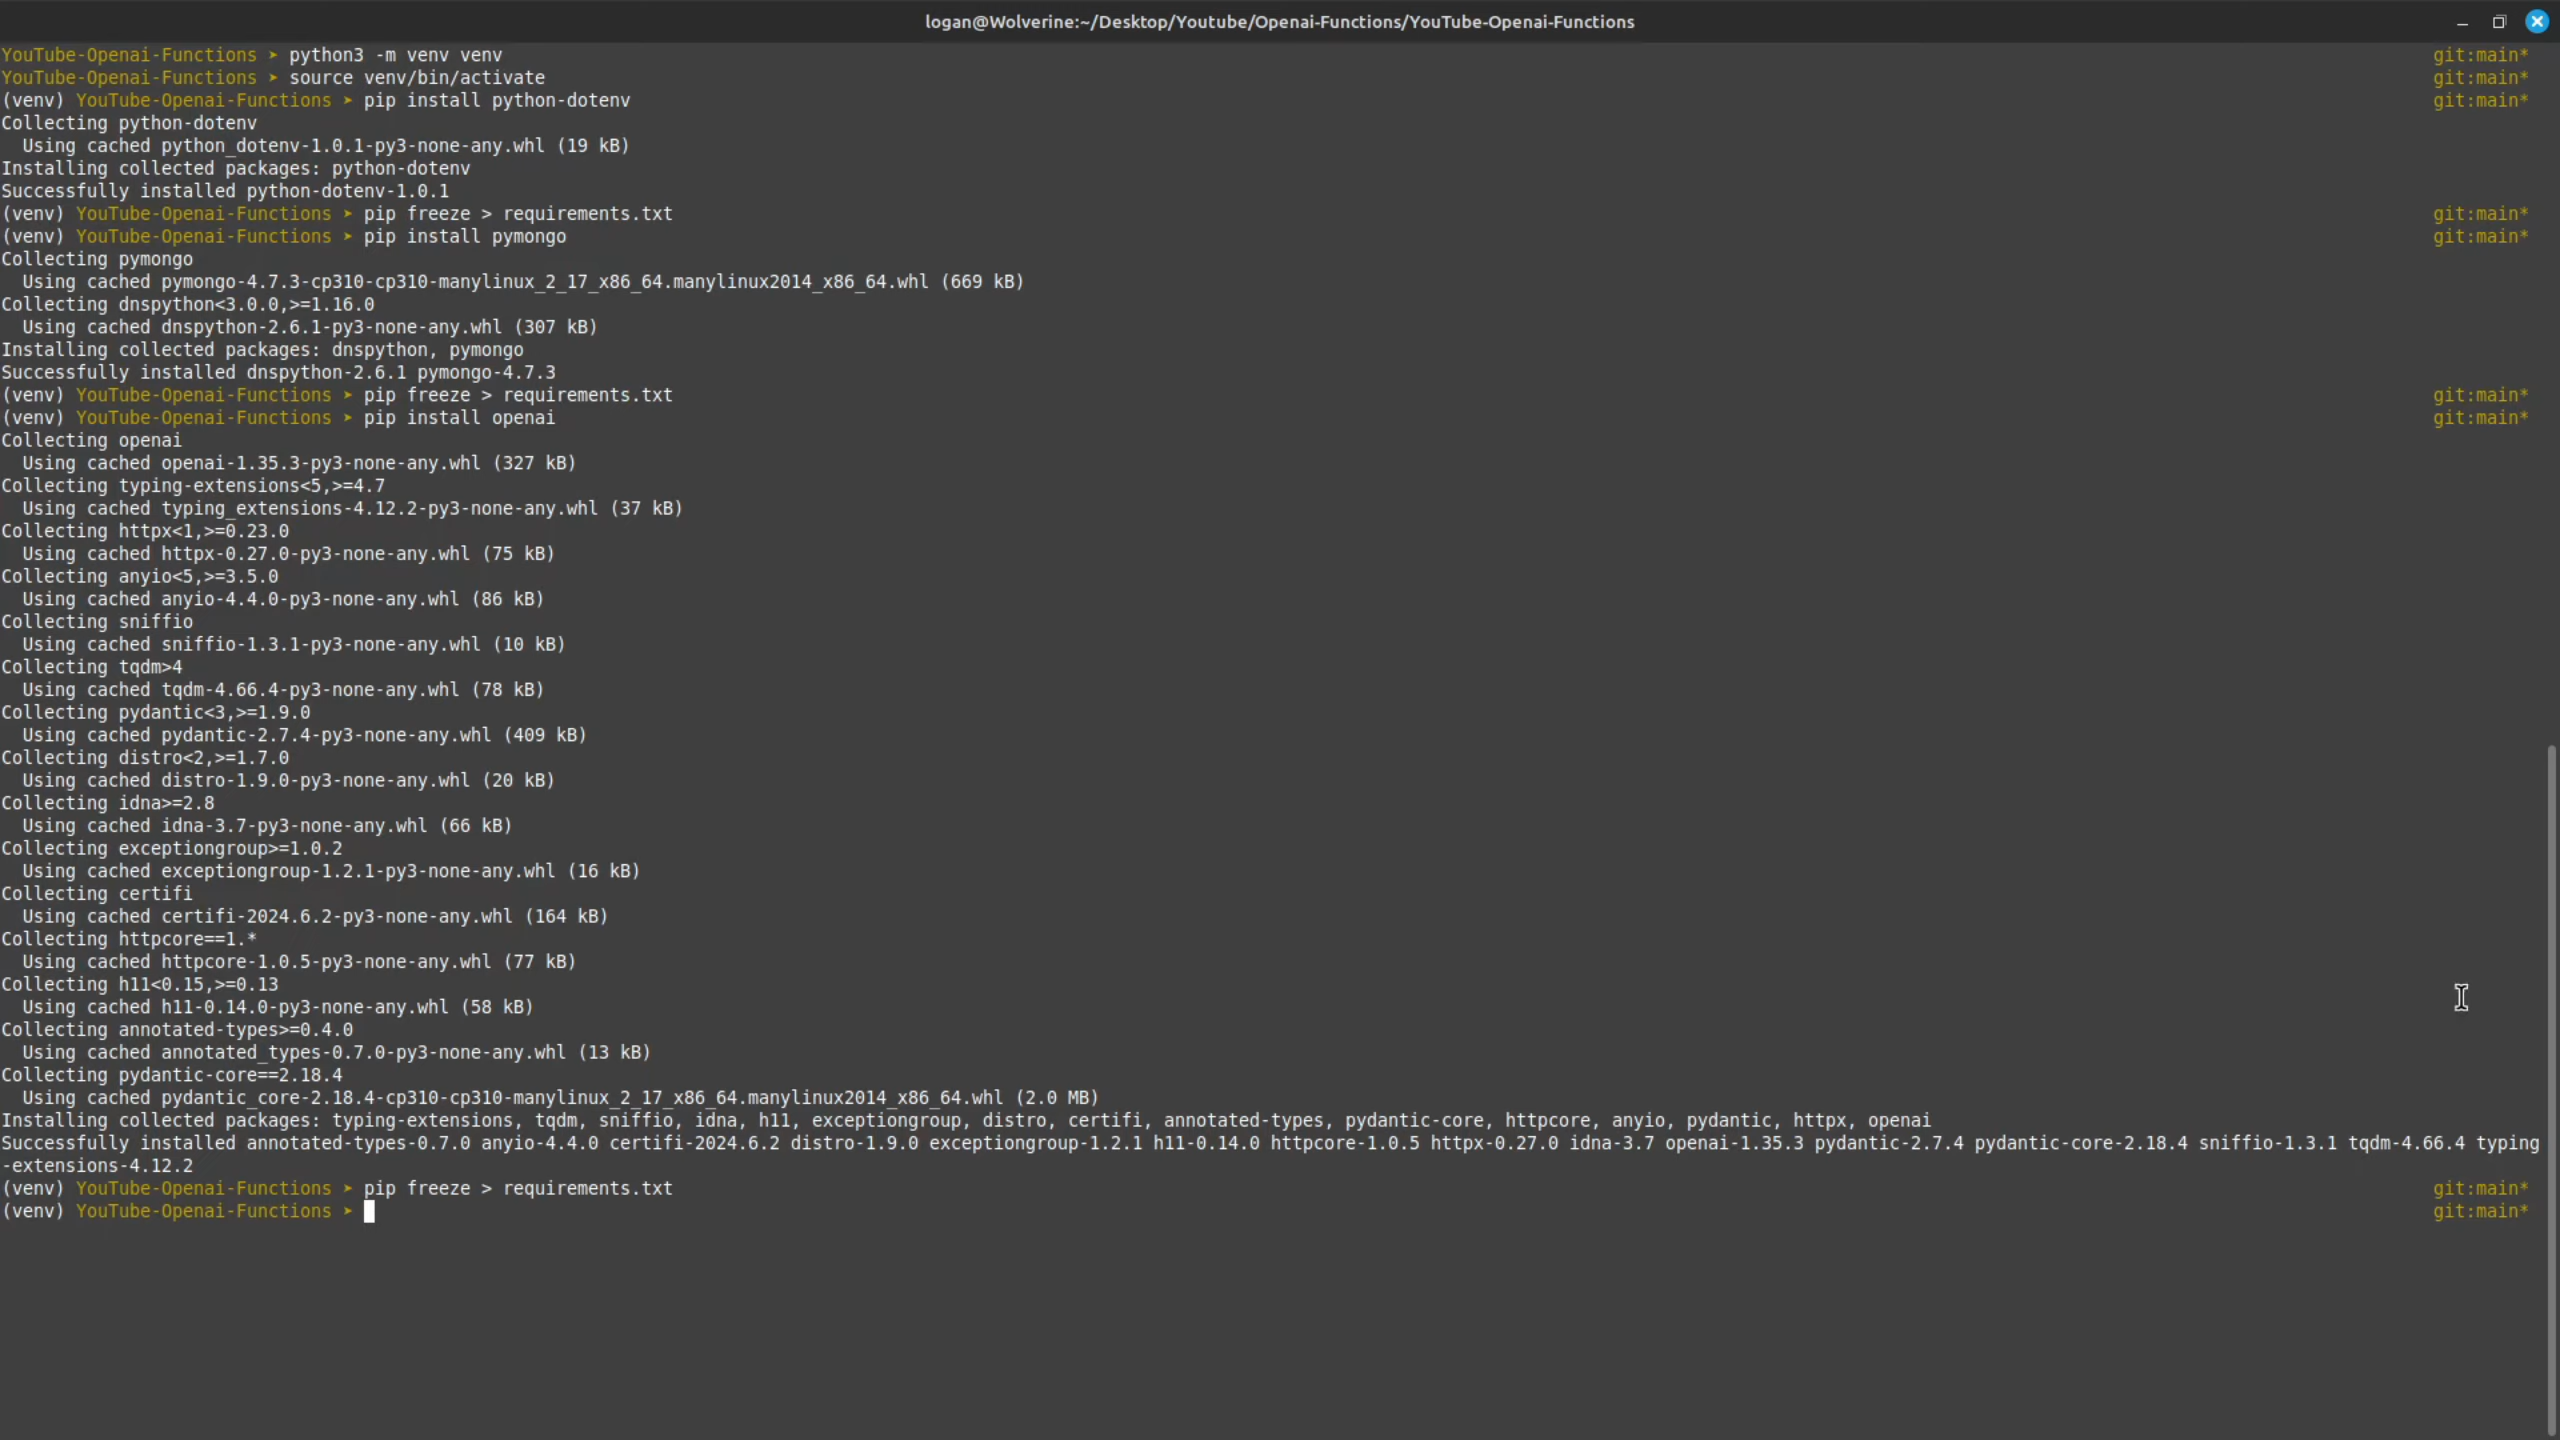 logan@Wolverine:~/Desktop/Youtube/Openai-Functions/YouTube-Openai-Functions
YouTube-Openai-Functions ➤ python3 -m venv venv git:main*
YouTube-Openai-Functions ➤ source venv/bin/activate git:main*
(venv) YouTube-Openai-Functions ➤ pip install python-dotenv git:main*
Collecting python-dotenv
  Using cached python_dotenv-1.0.1-py3-none-any.whl (19 kB)
Installing collected packages: python-dotenv
Successfully installed python-dotenv-1.0.1
(venv) YouTube-Openai-Functions ➤ pip freeze > requirements.txt git:main*
(venv) YouTube-Openai-Functions ➤ pip install pymongo git:main*
Collecting pymongo
  Using cached pymongo-4.7.3-cp310-cp310-manylinux_2_17_x86_64.manylinux2014_x86_64.whl (669 kB)
Collecting dnspython<3.0.0,>=1.16.0
  Using cached dnspython-2.6.1-py3-none-any.whl (307 kB)
Installing collected packages: dnspython, pymongo
Successfully installed dnspython-2.6.1 pymongo-4.7.3
(venv) YouTube-Openai-Functions ➤ pip freeze > requirements.txt git:main*
(venv) YouTube-Openai-Functions ➤ pip install openai git:main*
Collecting openai
  Using cached openai-1.35.3-py3-none-any.whl (327 kB)
Collecting typing-extensions<5,>=4.7
  Using cached typing_extensions-4.12.2-py3-none-any.whl (37 kB)
Collecting httpx<1,>=0.23.0
  Using cached httpx-0.27.0-py3-none-any.whl (75 kB)
Collecting anyio<5,>=3.5.0
  Using cached anyio-4.4.0-py3-none-any.whl (86 kB)
Collecting sniffio
  Using cached sniffio-1.3.1-py3-none-any.whl (10 kB)
Collecting tqdm>4
  Using cached tqdm-4.66.4-py3-none-any.whl (78 kB)
Collecting pydantic<3,>=1.9.0
  Using cached pydantic-2.7.4-py3-none-any.whl (409 kB)
Collecting distro<2,>=1.7.0
  Using cached distro-1.9.0-py3-none-any.whl (20 kB)
Collecting idna>=2.8
  Using cached idna-3.7-py3-none-any.whl (66 kB)
Collecting exceptiongroup>=1.0.2
  Using cached exceptiongroup-1.2.1-py3-none-any.whl (16 kB)
Collecting certifi
  Using cached certifi-2024.6.2-py3-none-any.whl (164 kB)
Collecting httpcore==1.*
  Using cached httpcore-1.0.5-py3-none-any.whl (77 kB)
Collecting h11<0.15,>=0.13
  Using cached h11-0.14.0-py3-none-any.whl (58 kB)
Collecting annotated-types>=0.4.0
  Using cached annotated_types-0.7.0-py3-none-any.whl (13 kB)
Collecting pydantic-core==2.18.4
  Using cached pydantic_core-2.18.4-cp310-cp310-manylinux_2_17_x86_64.manylinux2014_x86_64.whl (2.0 MB)
Installing collected packages: typing-extensions, tqdm, sniffio, idna, h11, exceptiongroup, distro, certifi, annotated-types, pydantic-core, httpcore, anyio, pydantic, httpx, openai
Successfully installed annotated-types-0.7.0 anyio-4.4.0 certifi-2024.6.2 distro-1.9.0 exceptiongroup-1.2.1 h11-0.14.0 httpcore-1.0.5 httpx-0.27.0 idna-3.7 openai-1.35.3 pydantic-2.7.4 pydantic-core-2.18.4 sniffio-1.3.1 tqdm-4.66.4 typing
-extensions-4.12.2
(venv) YouTube-Openai-Functions ➤ pip freeze > requirements.txt git:main*
(venv) YouTube-Openai-Functions ➤ git:main*